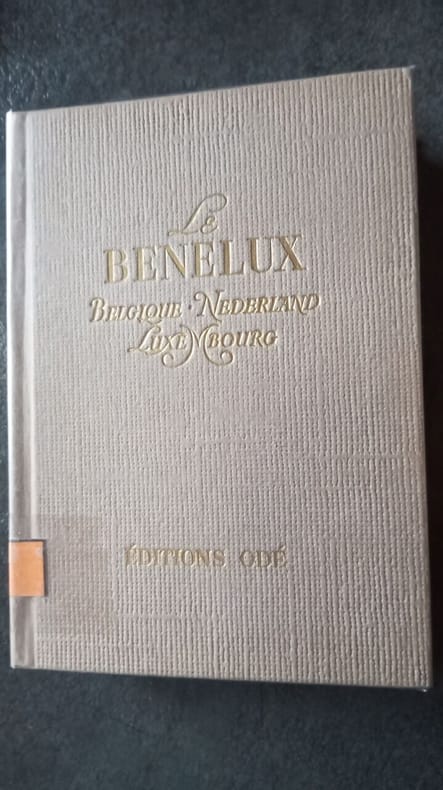 Le
BENELUX
BELGIQUE · NEDERLAND
LUXEMBOURG
ÉDITIONS ODÉ